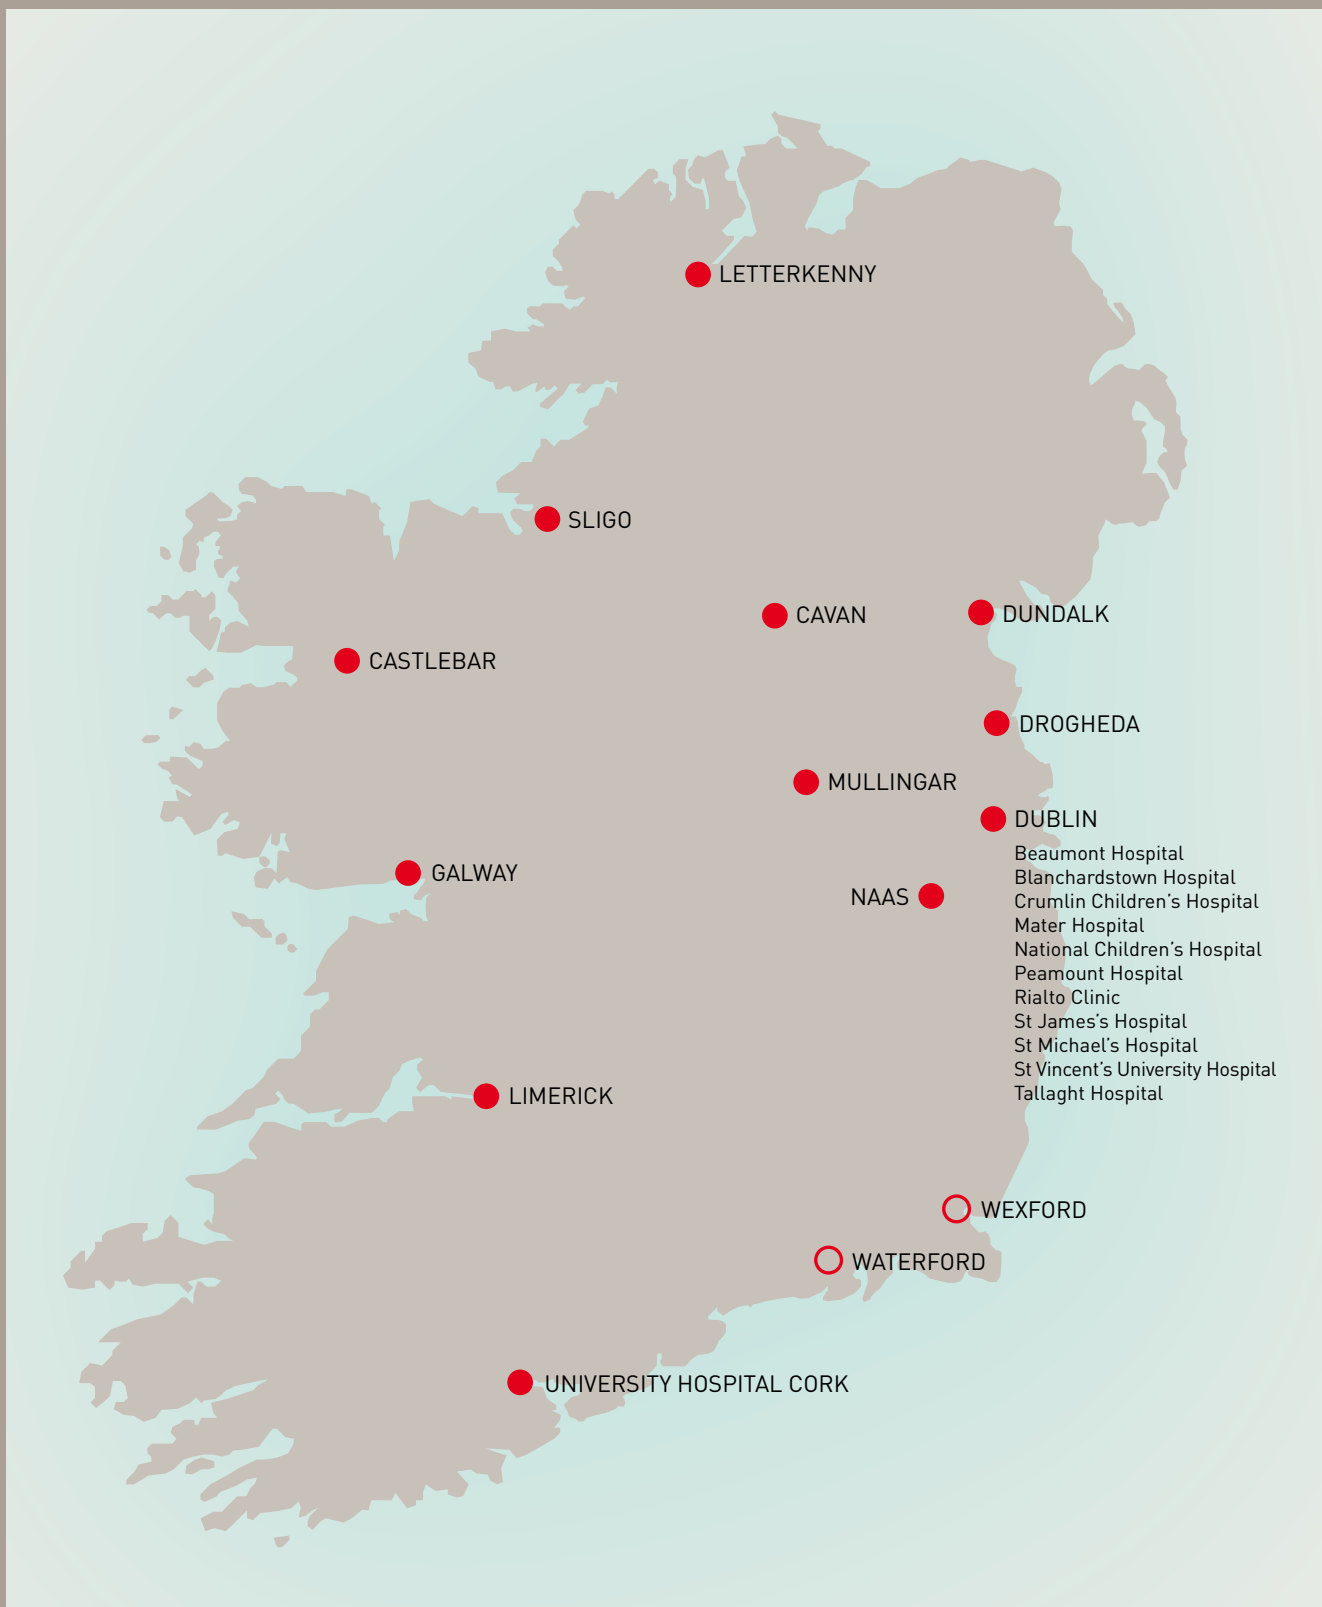 LETTERKENNY
SLIGO
CAVAN
DUNDALK
CASTLEBAR
DROGHEDA
MULLINGAR
DUBLIN
Beaumont Hospital
Blanchardstown Hospital
Crumlin Children’s Hospital
Mater Hospital
National Children’s Hospital
Peamount Hospital
Rialto Clinic
St James’s Hospital
St Michael’s Hospital
St Vincent’s University Hospital
Tallaght Hospital
GALWAY
NAAS
LIMERICK
WEXFORD
WATERFORD
UNIVERSITY HOSPITAL CORK